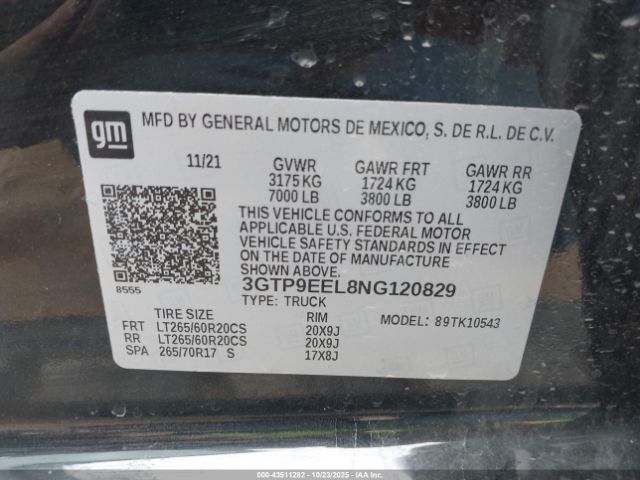 gm
MFD BY GENERAL MOTORS DE MEXICO, S. DE R.L. DE C.V.
11/21 GVWR GAWR FRT GAWR RR
3175 KG 1724 KG 1724 KG
7000 LB 3800 LB 3800 LB
THIS VEHICLE CONFORMS TO ALL
APPLICABLE U.S. FEDERAL MOTOR
VEHICLE SAFETY STANDARDS IN EFFECT
ON THE DATE OF MANUFACTURE
SHOWN ABOVE.
8555
3GTP9EEL8NG120829
TYPE: TRUCK
TIRE SIZE RIM MODEL: 89TK10543
FRT LT265/60R20CS 20X9J
RR LT265/60R20CS 20X9J
SPA 265/70R17 S 17X8J
000-43511282 - 10/23/2025 - IAAI.COM